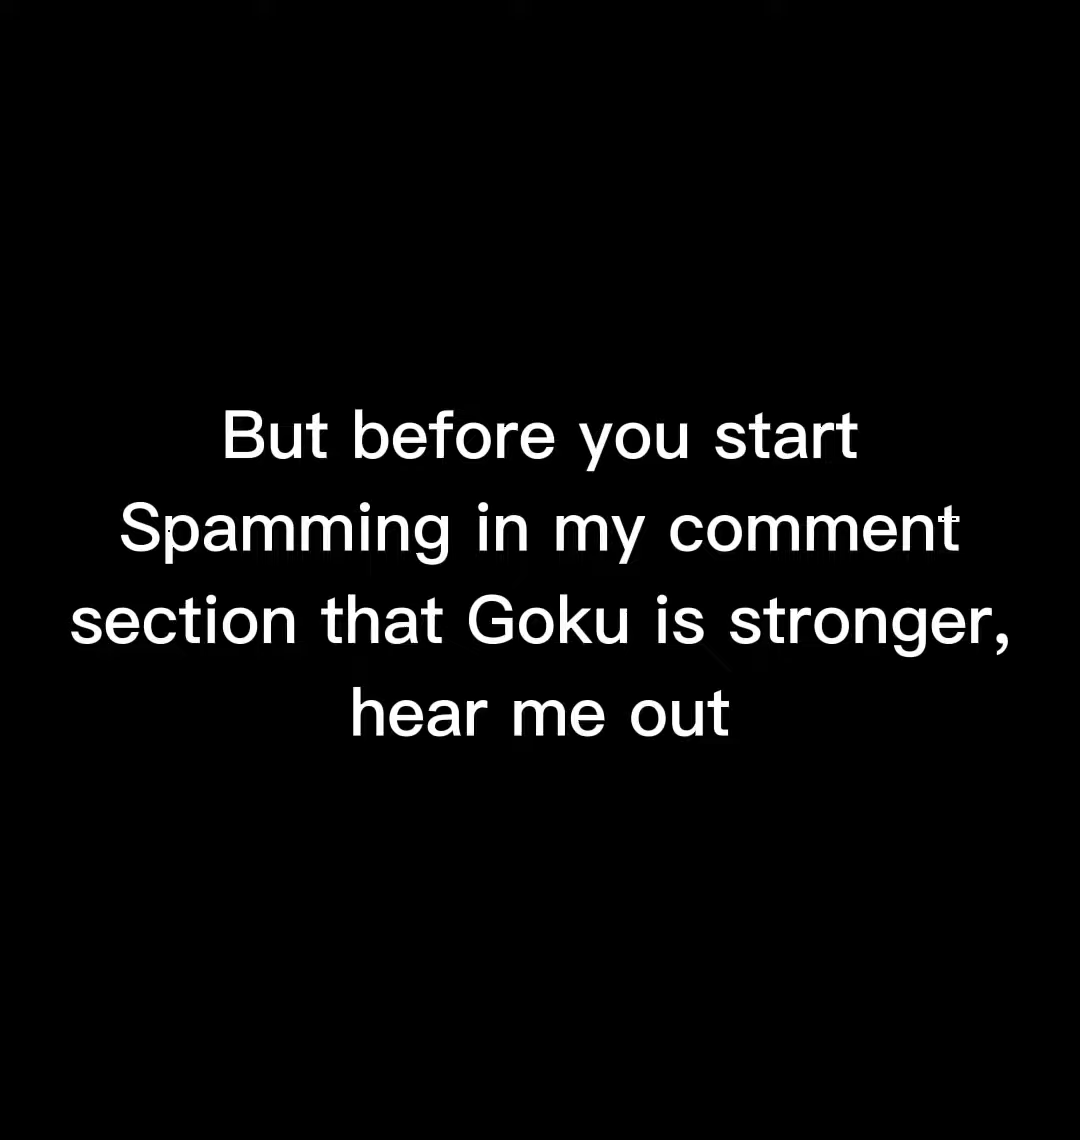 But before you start
Spamming in my comment
section that Goku is stronger,
hear me out